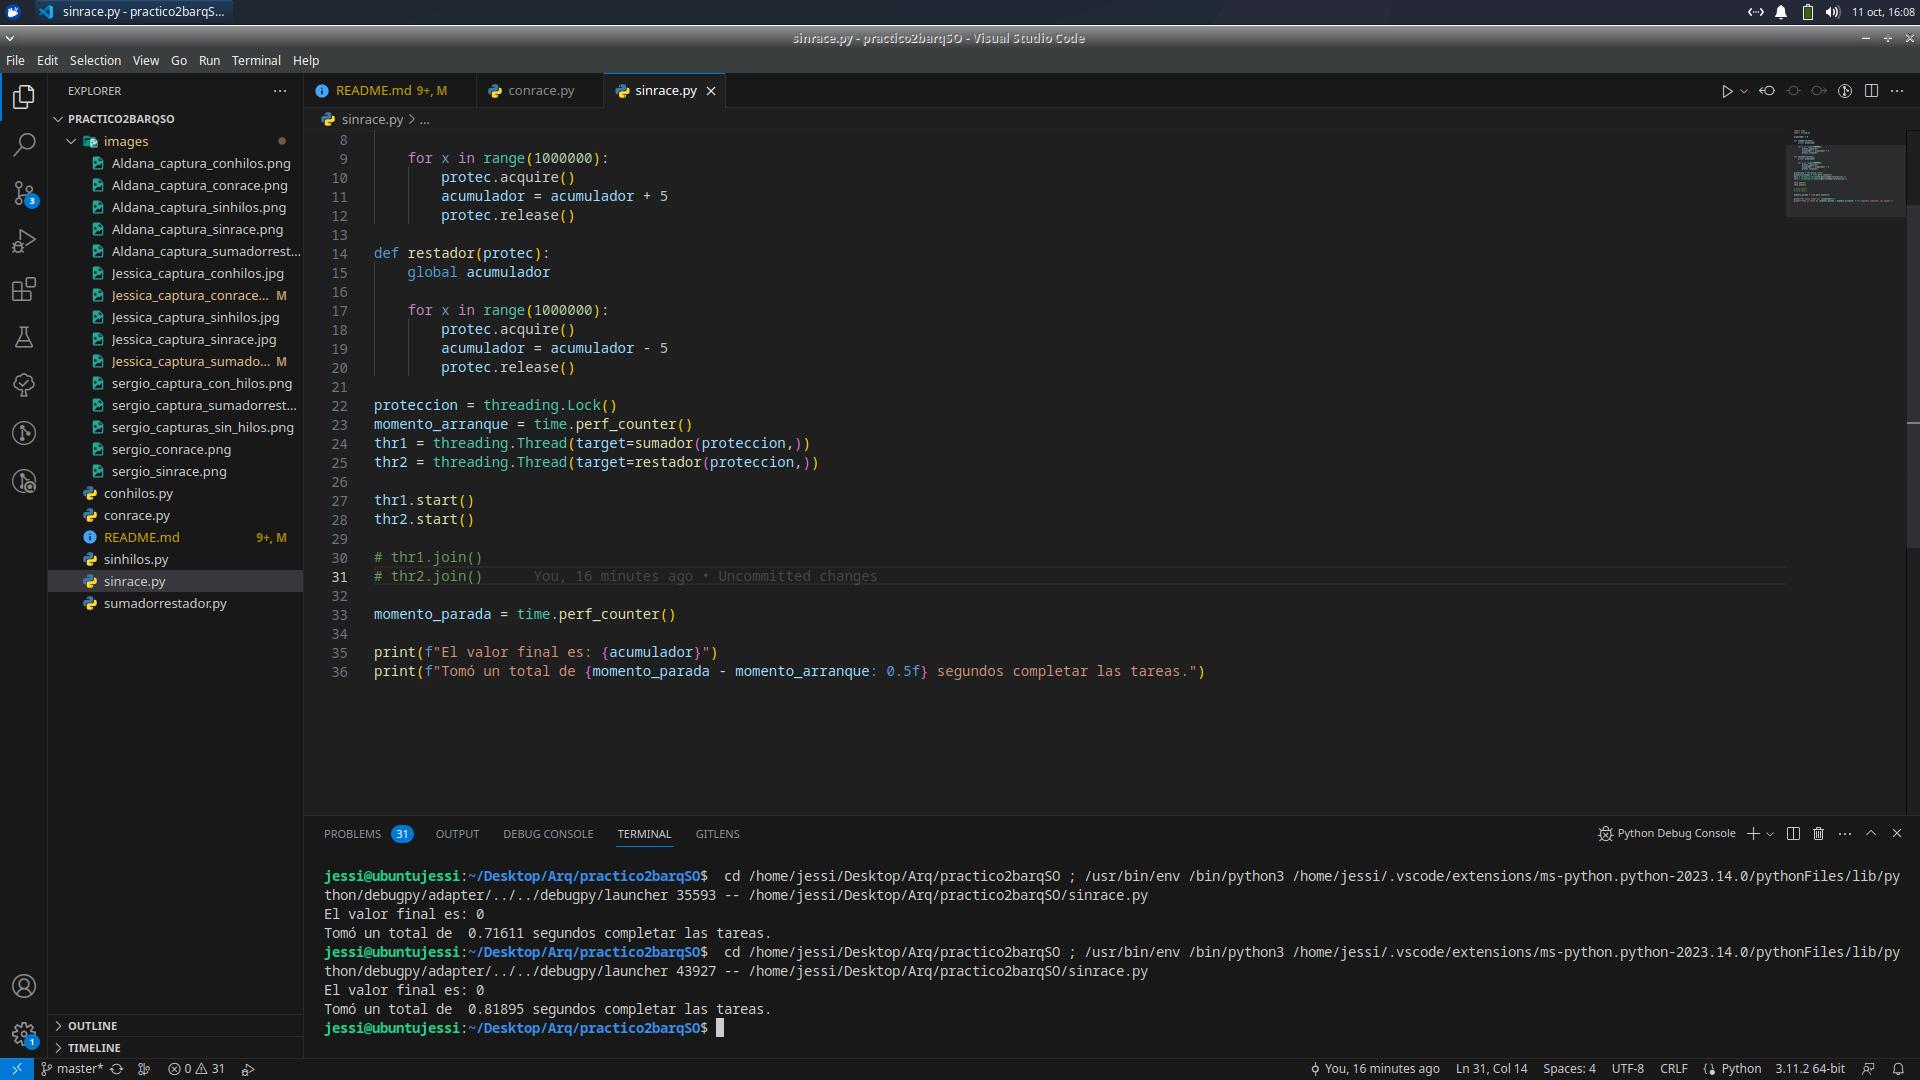 sinrace.py - practico2barqS...
11 oct, 16:08
sinrace.py - practico2barqSO - Visual Studio Code
File Edit Selection View Go Run Terminal Help
EXPLORER
README.md 9+, M
conrace.py
sinrace.py
PRACTICO2BARQSO
sinrace.py > ...
images
Aldana_captura_conhilos.png
Aldana_captura_conrace.png
Aldana_captura_sinhilos.png
Aldana_captura_sinrace.png
Aldana_captura_sumadorrest...
Jessica_captura_conhilos.jpg
Jessica_captura_conrace... M
Jessica_captura_sinhilos.jpg
Jessica_captura_sinrace.jpg
Jessica_captura_sumado... M
sergio_captura_con_hilos.png
sergio_captura_sumadorrest...
sergio_capturas_sin_hilos.png
sergio_conrace.png
sergio_sinrace.png
conhilos.py
conrace.py
README.md 9+, M
sinhilos.py
sinrace.py
sumadorrestador.py
OUTLINE
TIMELINE
3
1
8
9 for x in range(1000000):
10 protec.acquire()
11 acumulador = acumulador + 5
12 protec.release()
13
14 def restador(protec):
15 global acumulador
16
17 for x in range(1000000):
18 protec.acquire()
19 acumulador = acumulador - 5
20 protec.release()
21
22 proteccion = threading.Lock()
23 momento_arranque = time.perf_counter()
24 thr1 = threading.Thread(target=sumador(proteccion,))
25 thr2 = threading.Thread(target=restador(proteccion,))
26
27 thr1.start()
28 thr2.start()
29
30 # thr1.join()
31 # thr2.join() You, 16 minutes ago • Uncommitted changes
32
33 momento_parada = time.perf_counter()
34
35 print(f"El valor final es: {acumulador}")
36 print(f"Tomó un total de {momento_parada - momento_arranque: 0.5f} segundos completar las tareas.")
PROBLEMS 31 OUTPUT DEBUG CONSOLE TERMINAL GITLENS
Python Debug Console
jessi@ubuntujessi:~/Desktop/Arq/practico2barqSO$ cd /home/jessi/Desktop/Arq/practico2barqSO ; /usr/bin/env /bin/python3 /home/jessi/.vscode/extensions/ms-python.python-2023.14.0/pythonFiles/lib/py
thon/debugpy/adapter/../../debugpy/launcher 35593 -- /home/jessi/Desktop/Arq/practico2barqSO/sinrace.py
El valor final es: 0
Tomó un total de  0.71611 segundos completar las tareas.
jessi@ubuntujessi:~/Desktop/Arq/practico2barqSO$ cd /home/jessi/Desktop/Arq/practico2barqSO ; /usr/bin/env /bin/python3 /home/jessi/.vscode/extensions/ms-python.python-2023.14.0/pythonFiles/lib/py
thon/debugpy/adapter/../../debugpy/launcher 43927 -- /home/jessi/Desktop/Arq/practico2barqSO/sinrace.py
El valor final es: 0
Tomó un total de  0.81895 segundos completar las tareas.
jessi@ubuntujessi:~/Desktop/Arq/practico2barqSO$
master* 0 31
You, 16 minutes ago Ln 31, Col 14 Spaces: 4 UTF-8 CRLF Python 3.11.2 64-bit